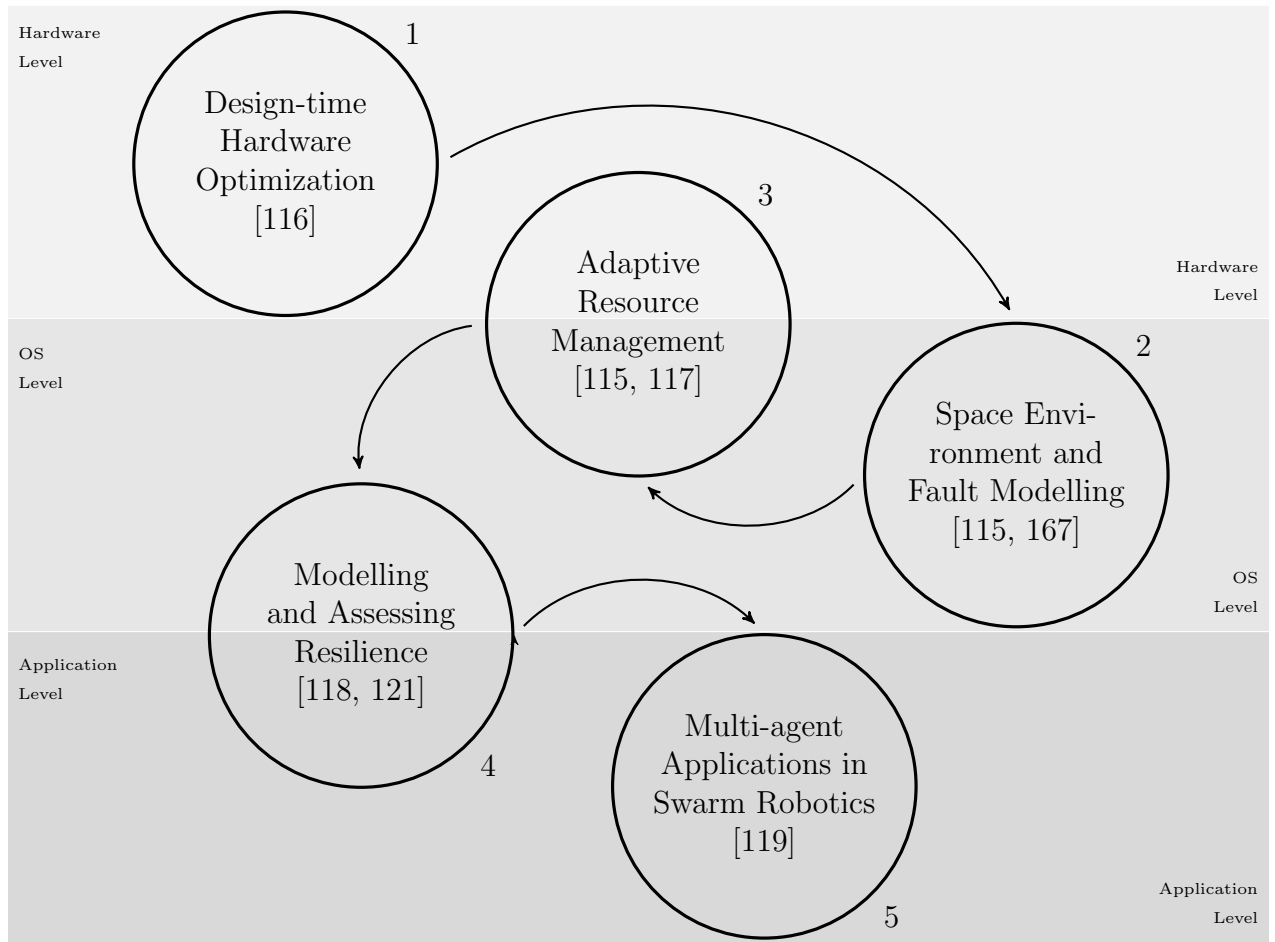 Hardware
Level
1
Design-time
Hardware
Optimization
[116]
3
Adaptive
Resource
Management
[115, 117]
Hardware
Level
OS
Level
2
Space Envi-
ronment and
Fault Modelling
[115, 167]
OS
Level
Modelling
and Assessing
Resilience
[118, 121]
4
Application
Level
Multi-agent
Applications in
Swarm Robotics
[119]
5
Application
Level